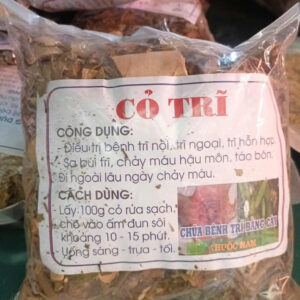 CỎ TRĨ
CÔNG DỤNG:
- Điều trị bệnh trĩ nội, trĩ ngoại, trĩ hỗn hợp.
- Sa búi trĩ, chảy máu hậu môn, táo bón.
Đi ngoài lâu ngày chảy máu.
CÁCH DÙNG:
- Lấy 100g cỏ rửa sạch,
cho vào ấm đun sôi
khoảng 10 - 15 phút.
Uống sáng - trưa - tối.
CHỮA BỆNH TRĨ BẰNG CÂY
THUỐC NAM